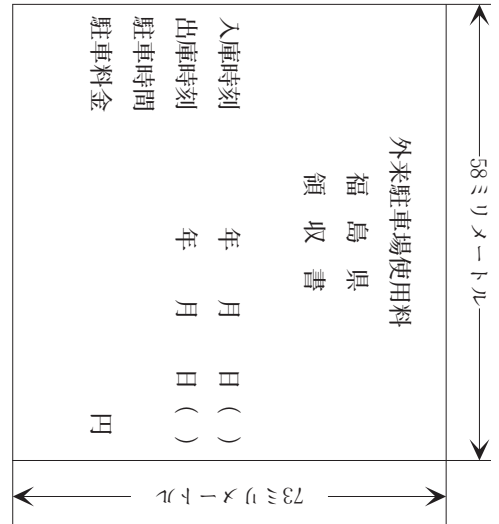 外来駐車場使用料
福島県
領収書
入庫時刻 年 月 日( )
出庫時刻 年 月 日( )
駐車時間
駐車料金 円
58ミリメートル
73ミリメートル